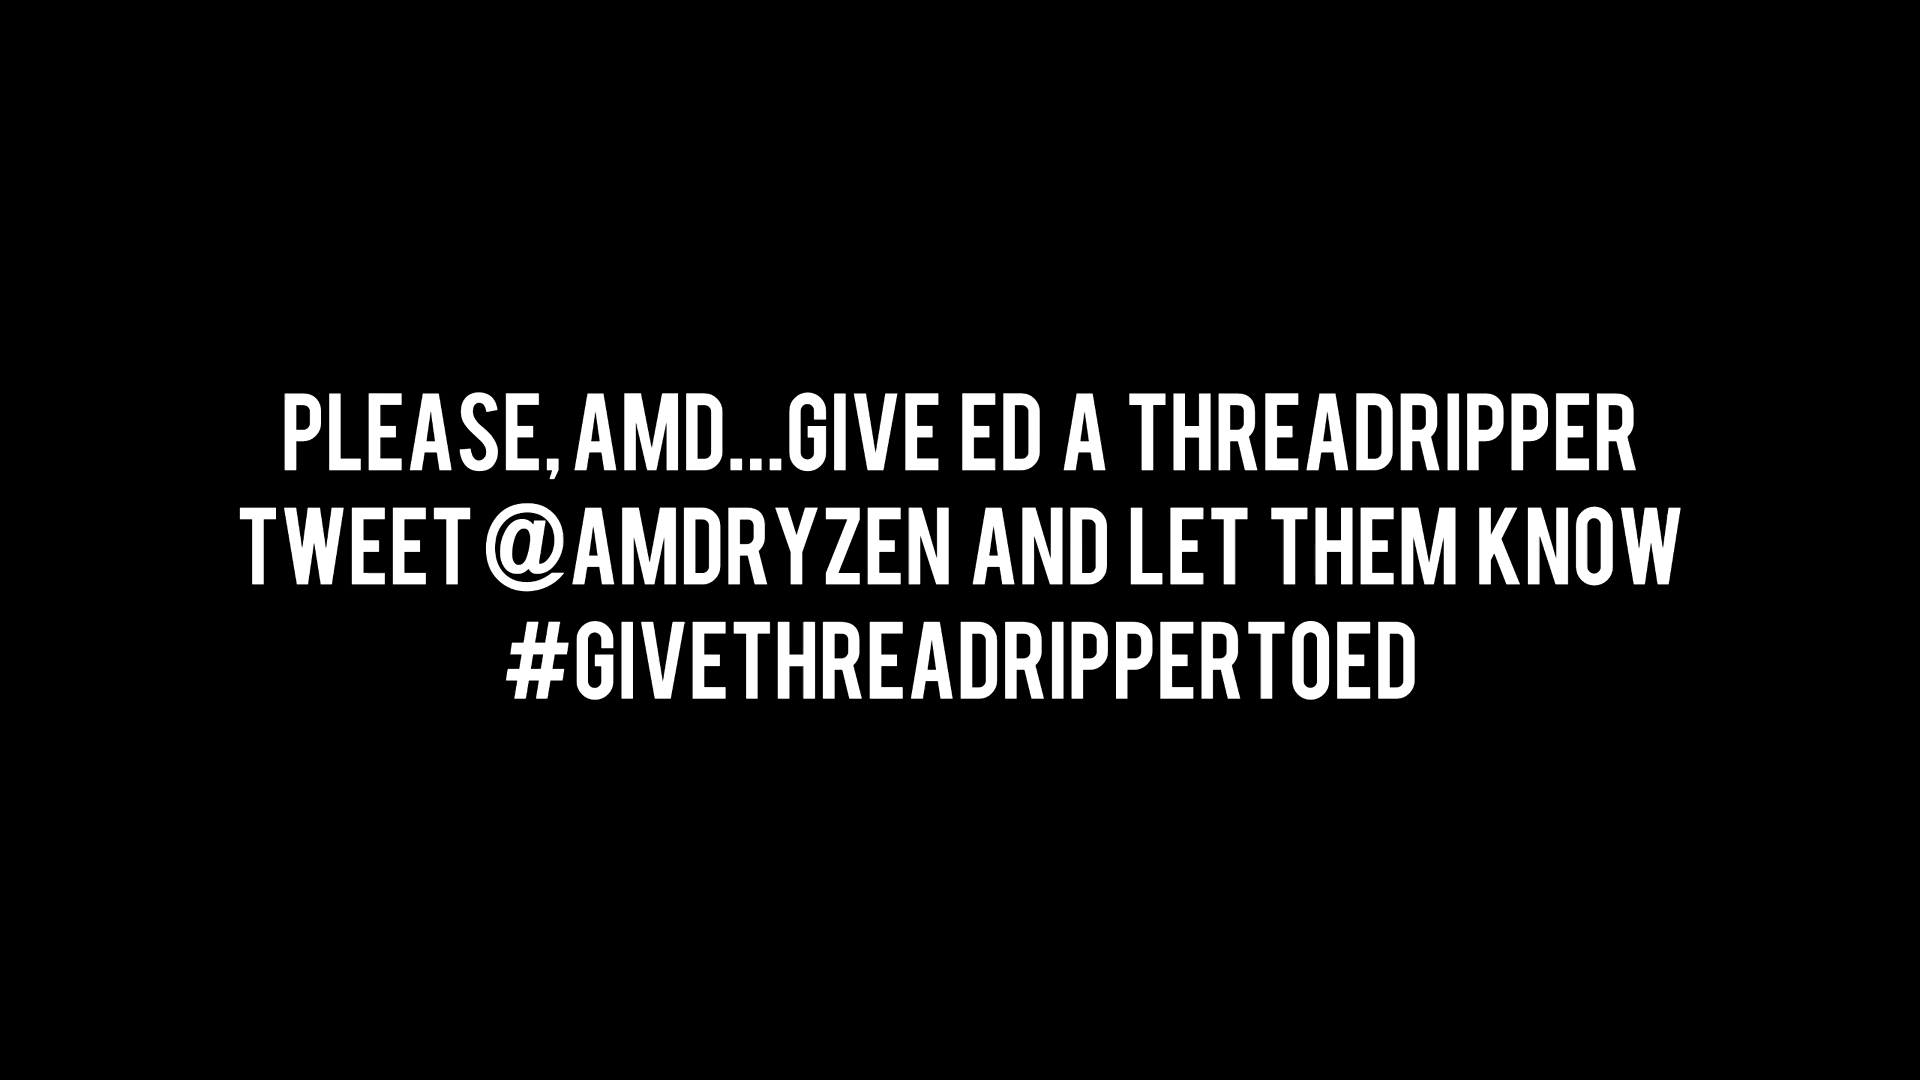 PLEASE, AMD...GIVE ED A THREADRIPPER
TWEET @AMDRYZEN AND LET THEM KNOW
#GIVETHREADRIPPERTOED